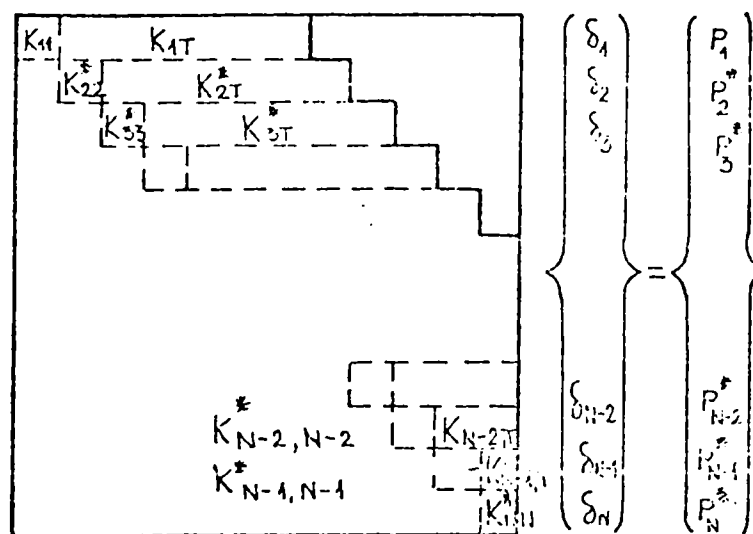 K11 K1T δ1 P1
K*22 K*2T δ2 P*2
K*33 K*3T δ3 P*3
=
K*N-2,N-2 KN-2T δN-2 P*N-2
K*N-1,N-1 δN-1 P*N-1
δN P*N